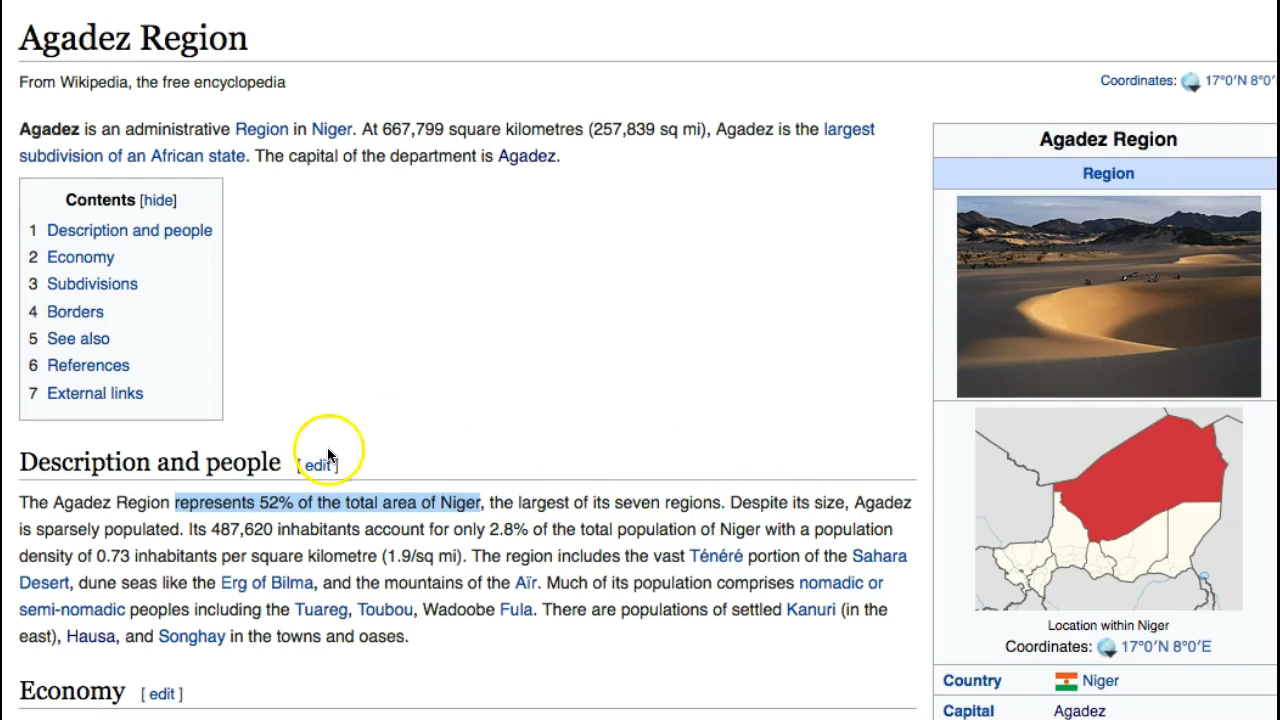 Agadez Region
From Wikipedia, the free encyclopedia
Coordinates: 17°0′N 8°0′
Agadez is an administrative Region in Niger. At 667,799 square kilometres (257,839 sq mi), Agadez is the largest
subdivision of an African state. The capital of the department is Agadez.
Contents [hide]
1 Description and people
2 Economy
3 Subdivisions
4 Borders
5 See also
6 References
7 External links
Description and people [edit]
The Agadez Region represents 52% of the total area of Niger, the largest of its seven regions. Despite its size, Agadez
is sparsely populated. Its 487,620 inhabitants account for only 2.8% of the total population of Niger with a population
density of 0.73 inhabitants per square kilometre (1.9/sq mi). The region includes the vast Ténéré portion of the Sahara
Desert, dune seas like the Erg of Bilma, and the mountains of the Aïr. Much of its population comprises nomadic or
semi-nomadic peoples including the Tuareg, Toubou, Wadoobe Fula. There are populations of settled Kanuri (in the
east), Hausa, and Songhay in the towns and oases.
Economy [edit]
Agadez Region
Region
Location within Niger
Coordinates: 17°0′N 8°0′E
Country Niger
Capital Agadez